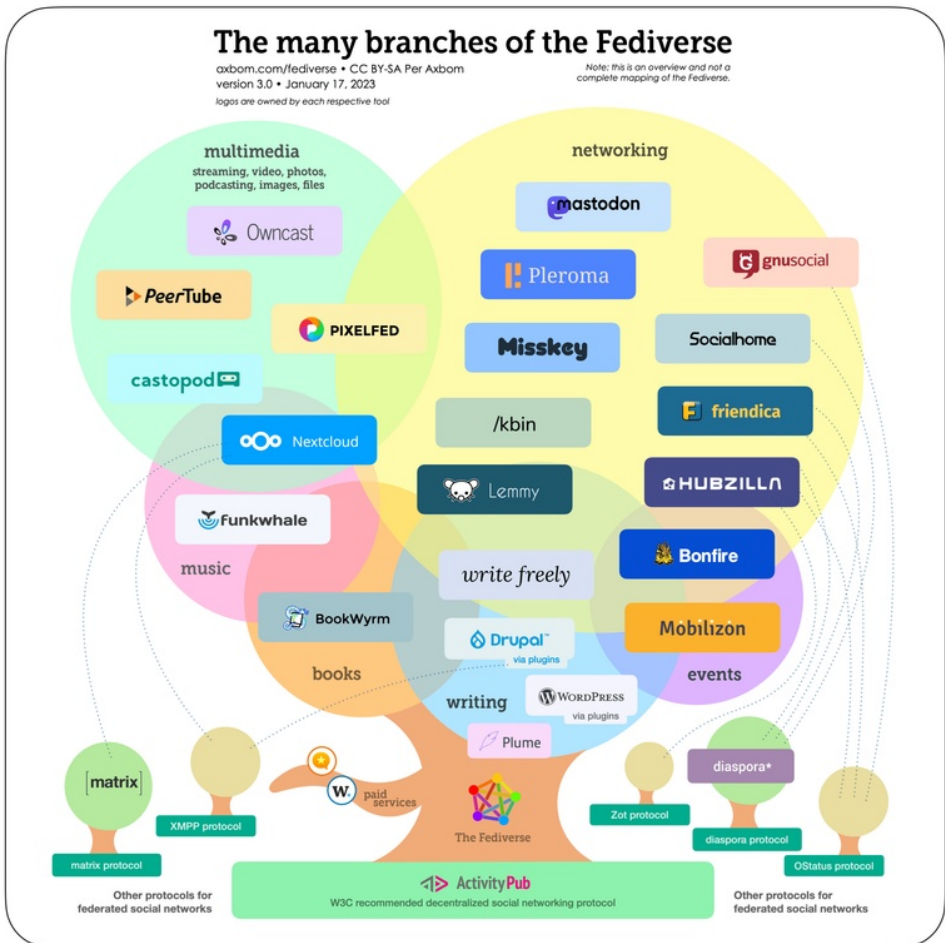 The many branches of the Fediverse
axbom.com/fediverse • CC BY-SA Per Axbom
version 3.0 • January 17, 2023
logos are owned by each respective tool
Note: this is an overview and not a
complete mapping of the Fediverse.
multimedia
streaming, video, photos,
podcasting, images, files
networking
mastodon
Owncast
gnusocial
Pleroma
PeerTube
PIXELFED
Misskey
Socialhome
castopod
/kbin
friendica
Nextcloud
Lemmy
HUBZILLA
Funkwhale
Bonfire
music
write freely
BookWyrm
Mobilizon
Drupal™
via plugins
books
events
writing
WORDPRESS
via plugins
Plume
[matrix]
diaspora*
W.
paid
services
Zot protocol
XMPP protocol
The Fediverse
diaspora protocol
matrix protocol
OStatus protocol
ActivityPub
W3C recommended decentralized social networking protocol
Other protocols for
federated social networks
Other protocols for
federated social networks